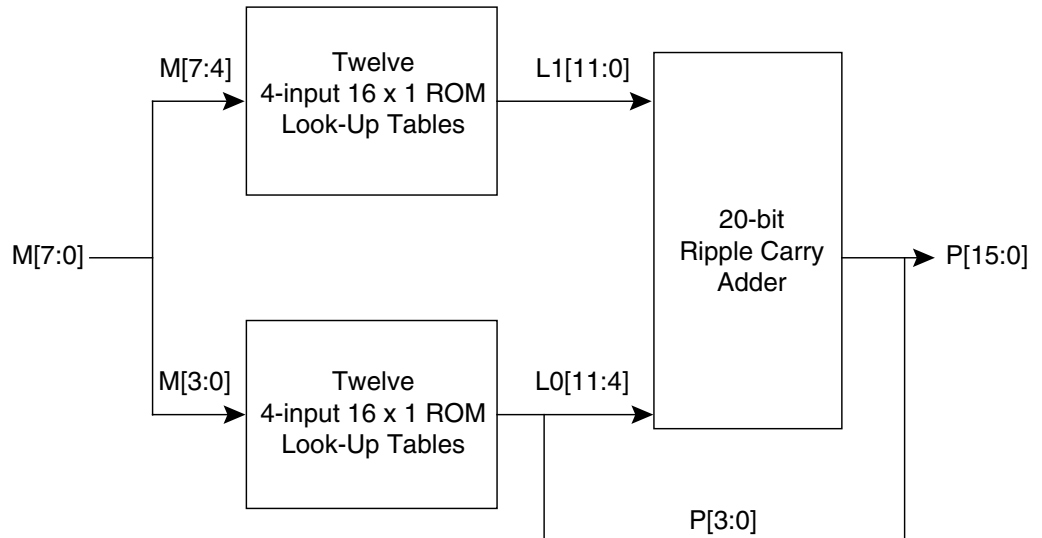 M[7:4]
Twelve
4-input 16 x 1 ROM
Look-Up Tables
L1[11:0]
M[7:0]
20-bit
Ripple Carry
Adder
P[15:0]
M[3:0]
Twelve
4-input 16 x 1 ROM
Look-Up Tables
L0[11:4]
P[3:0]